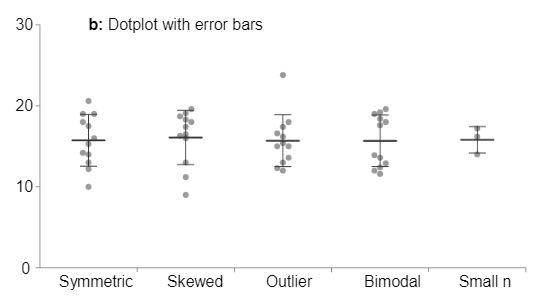 b: Dotplot with error bars
30
20
10
0
Symmetric Skewed Outlier Bimodal Small n